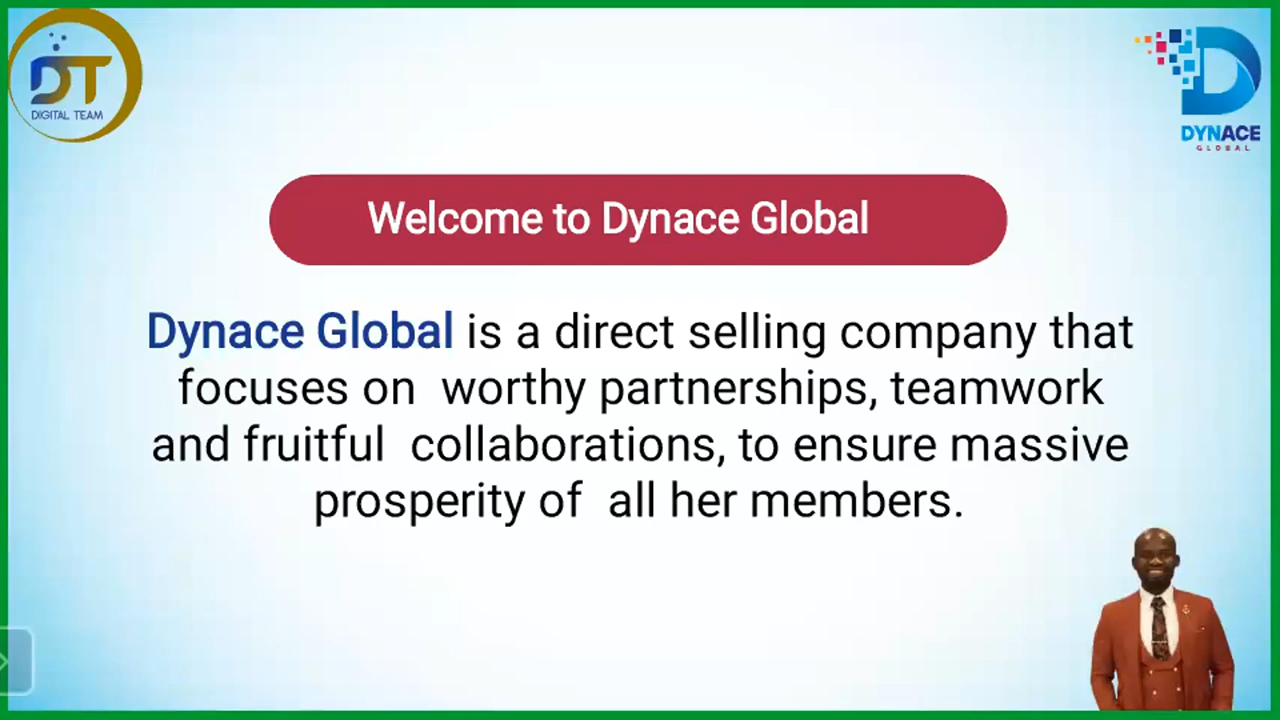 DT
DIGITAL TEAM
D
DYNACE
GLOBAL
Welcome to Dynace Global
Dynace Global is a direct selling company that
focuses on worthy partnerships, teamwork
and fruitful collaborations, to ensure massive
prosperity of all her members.